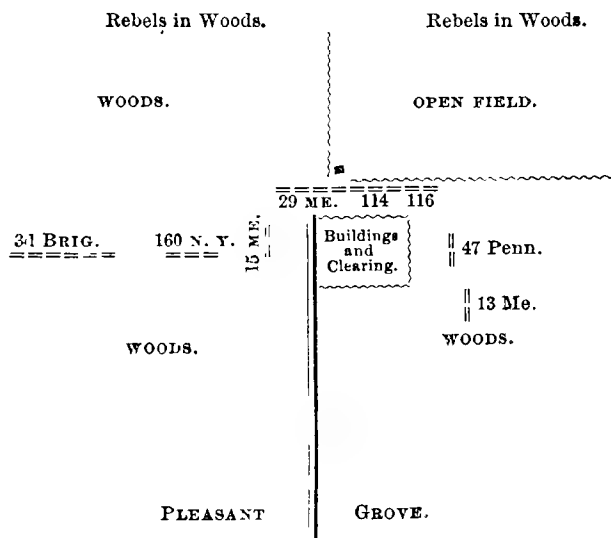 Rebels in Woods. Rebels in Woods.
WOODS. OPEN FIELD.
29 ME. 114 116
3d BRIG. 160 N. Y. 15 ME. Buildings and Clearing. 47 Penn.
13 Me.
WOODS. WOODS.
PLEASANT GROVE.